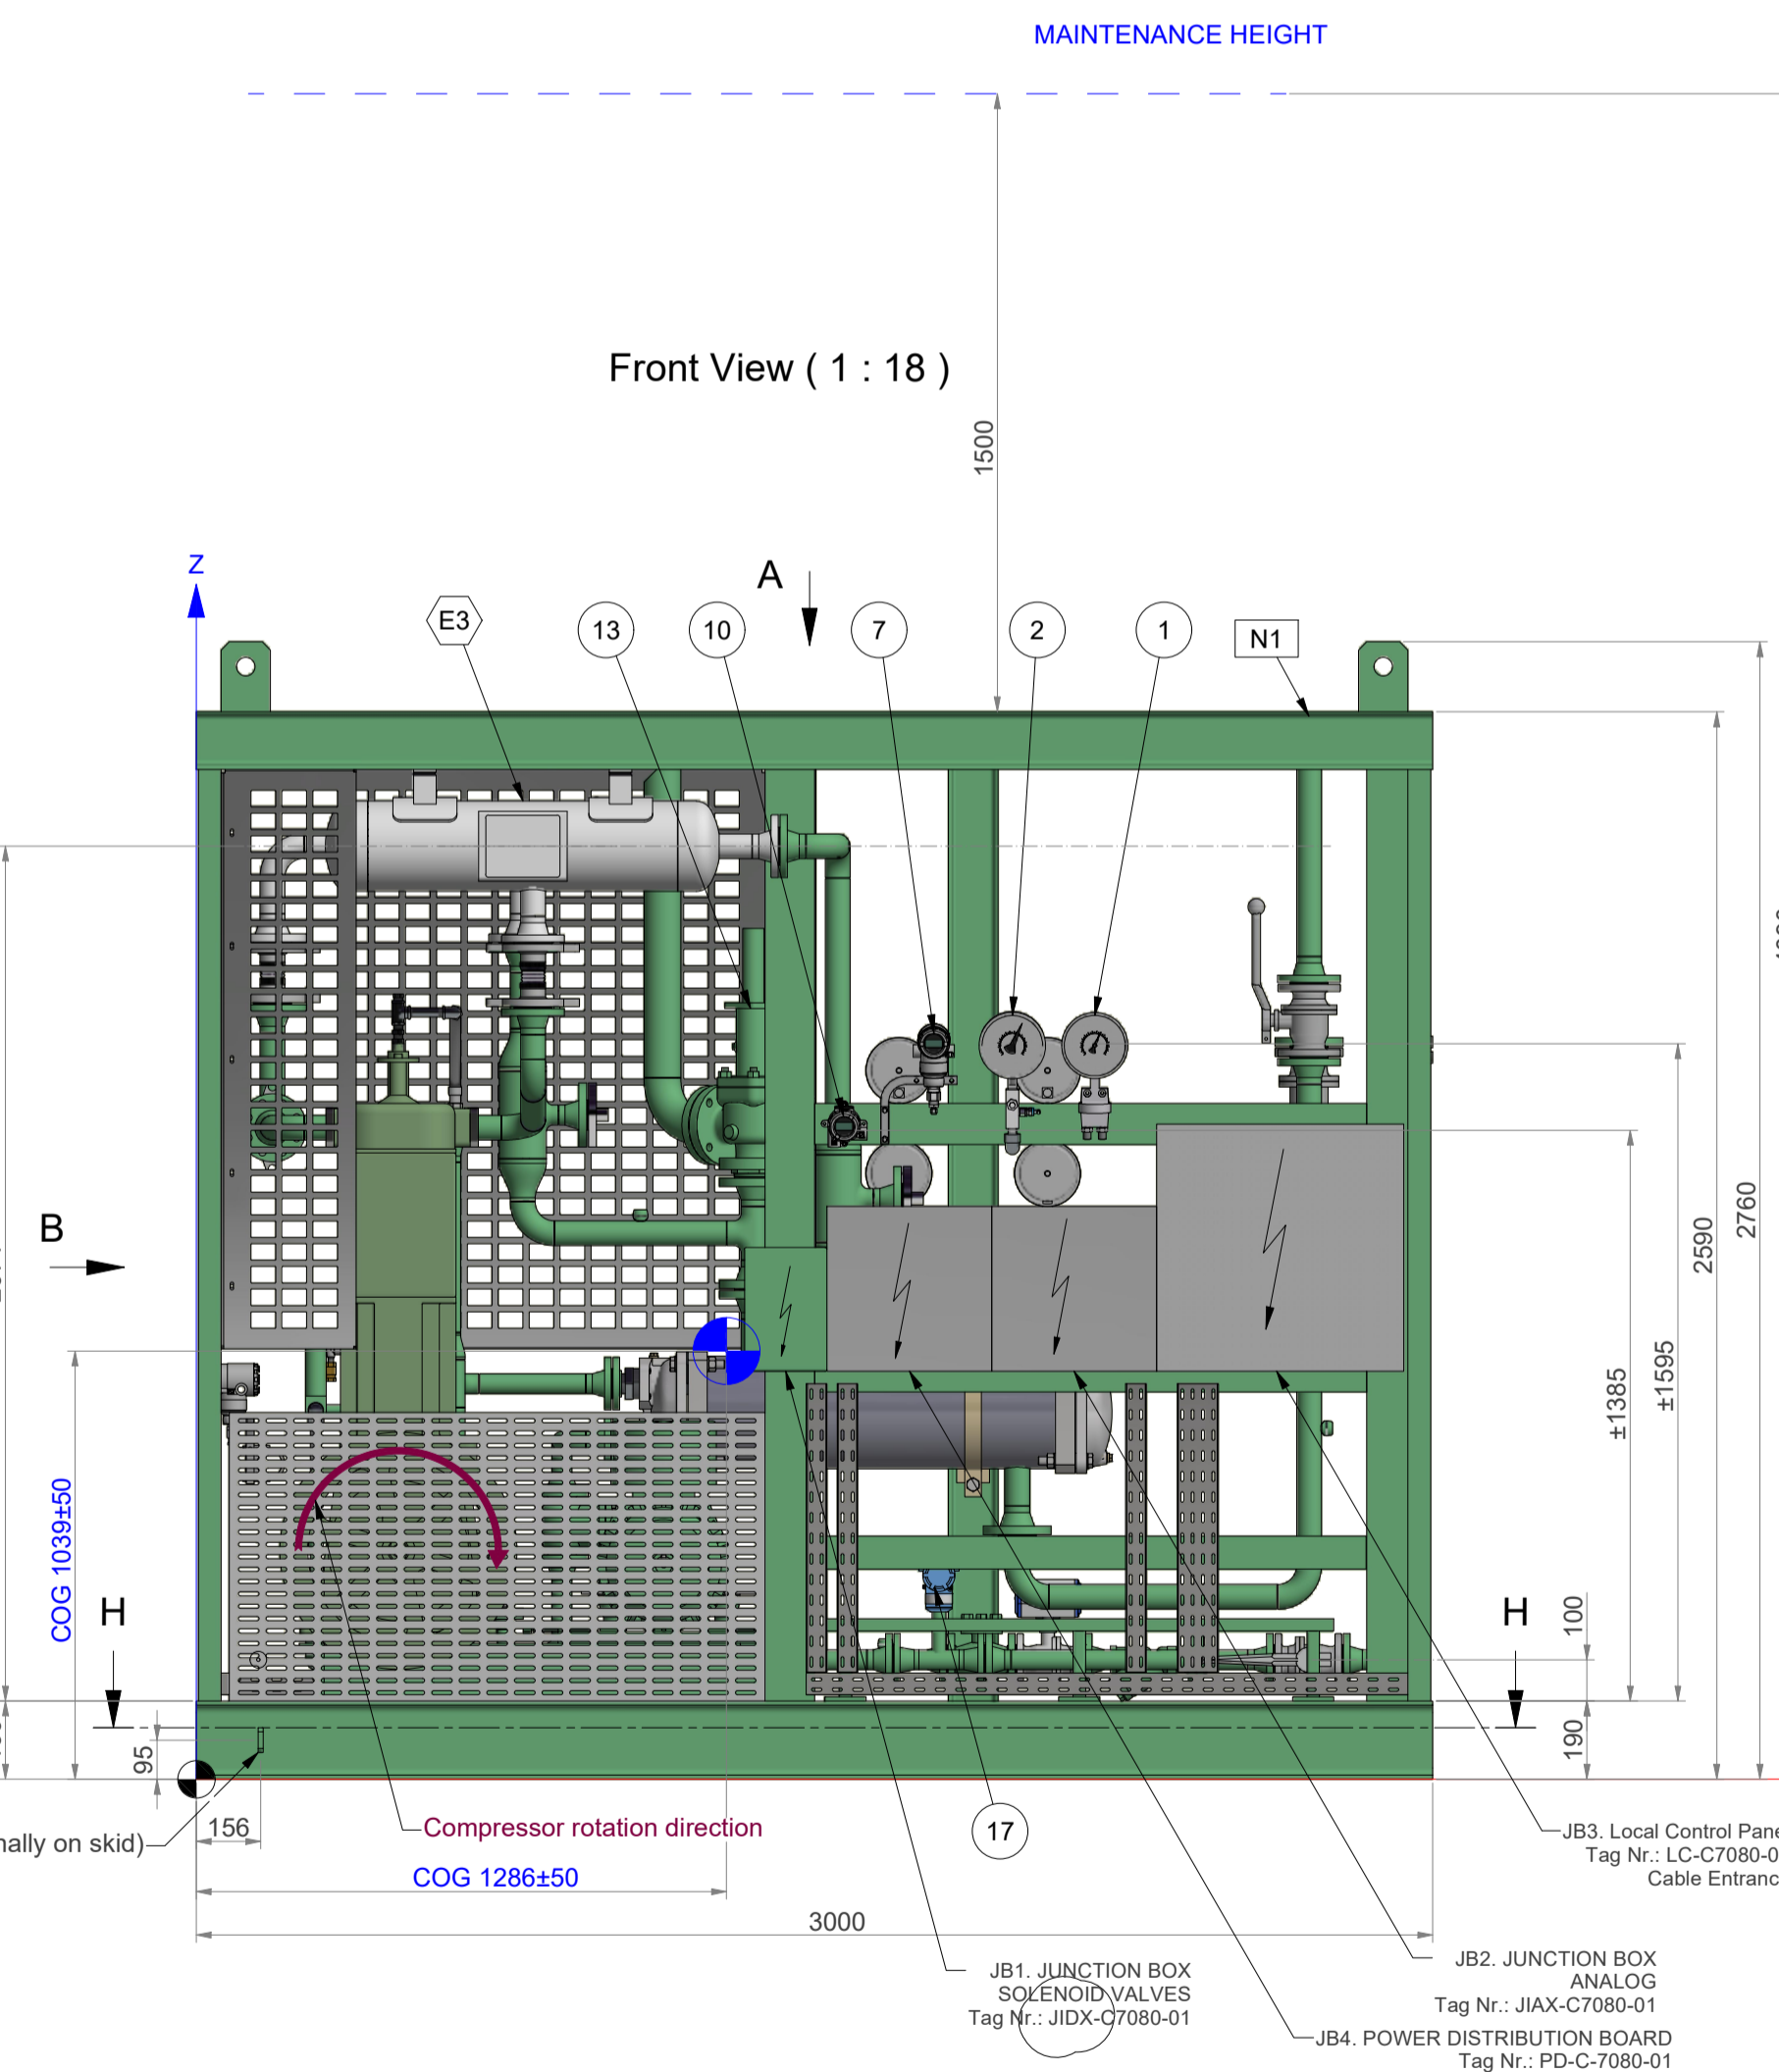 MAINTENANCE HEIGHT
Front View ( 1 : 18 )
1500
Z
A
E3
13
10
7
2
1
N1
B
2590
2760
±1385
±1595
COG 1039±50
H
H
100
190
95
156
nally on skid)
Compressor rotation direction
17
COG 1286±50
3000
JB3. Local Control Pane
Tag Nr.: LC-C7080-0
Cable Entranc
JB1. JUNCTION BOX
SOLENOID VALVES
Tag Nr.: JIDX-C7080-01
JB2. JUNCTION BOX
ANALOG
Tag Nr.: JIAX-C7080-01
JB4. POWER DISTRIBUTION BOARD
Tag Nr.: PD-C-7080-01